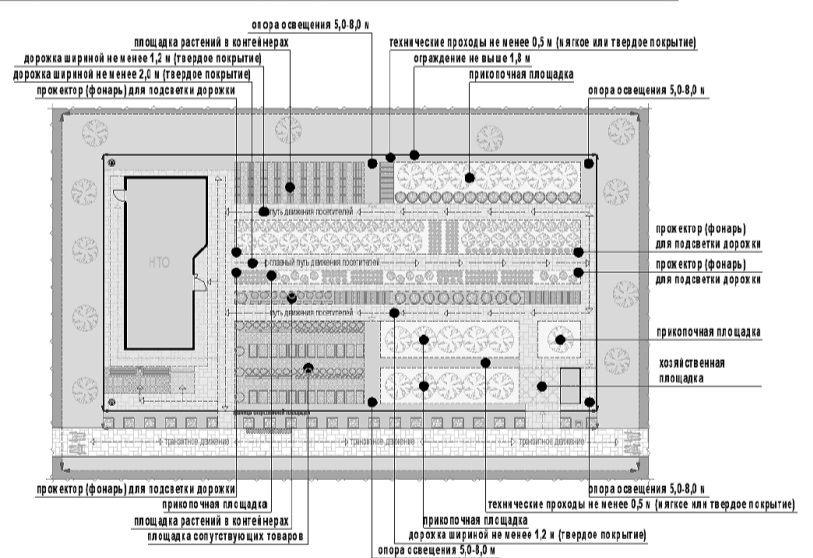 опора освещения 5,0-8,0 м
площадка растений в контейнерах
технические проходы не менее 0,5 м (мягкое или твердое покрытие)
дорожка шириной не менее 1,2 м (твердое покрытие)
ограждение не выше 1,8 м
дорожка шириной не менее 2,0 м (твердое покрытие)
прикопочная площадка
прожектор (фонарь) для подсветки дорожки
опора освещения 5,0-8,0 м
путь движения посетителей
прожектор (фонарь)
для подсветки дорожки
НТО
главный путь движения посетителей
прожектор (фонарь)
для подсветки дорожки
путь движения посетителей
прикопочная площадка
хозяйственная
площадка
транзитное движение
транзитное движение
транзитное движение
прожектор (фонарь) для подсветки дорожки
опора освещения 5,0-8,0 м
прикопочная площадка
технические проходы не менее 0,5 м (мягкое или твердое покрытие)
площадка растений в контейнерах
прикопочная площадка
площадка сопутствующих товаров
дорожка шириной не менее 1,2 м (твердое покрытие)
опора освещения 5,0-8,0 м